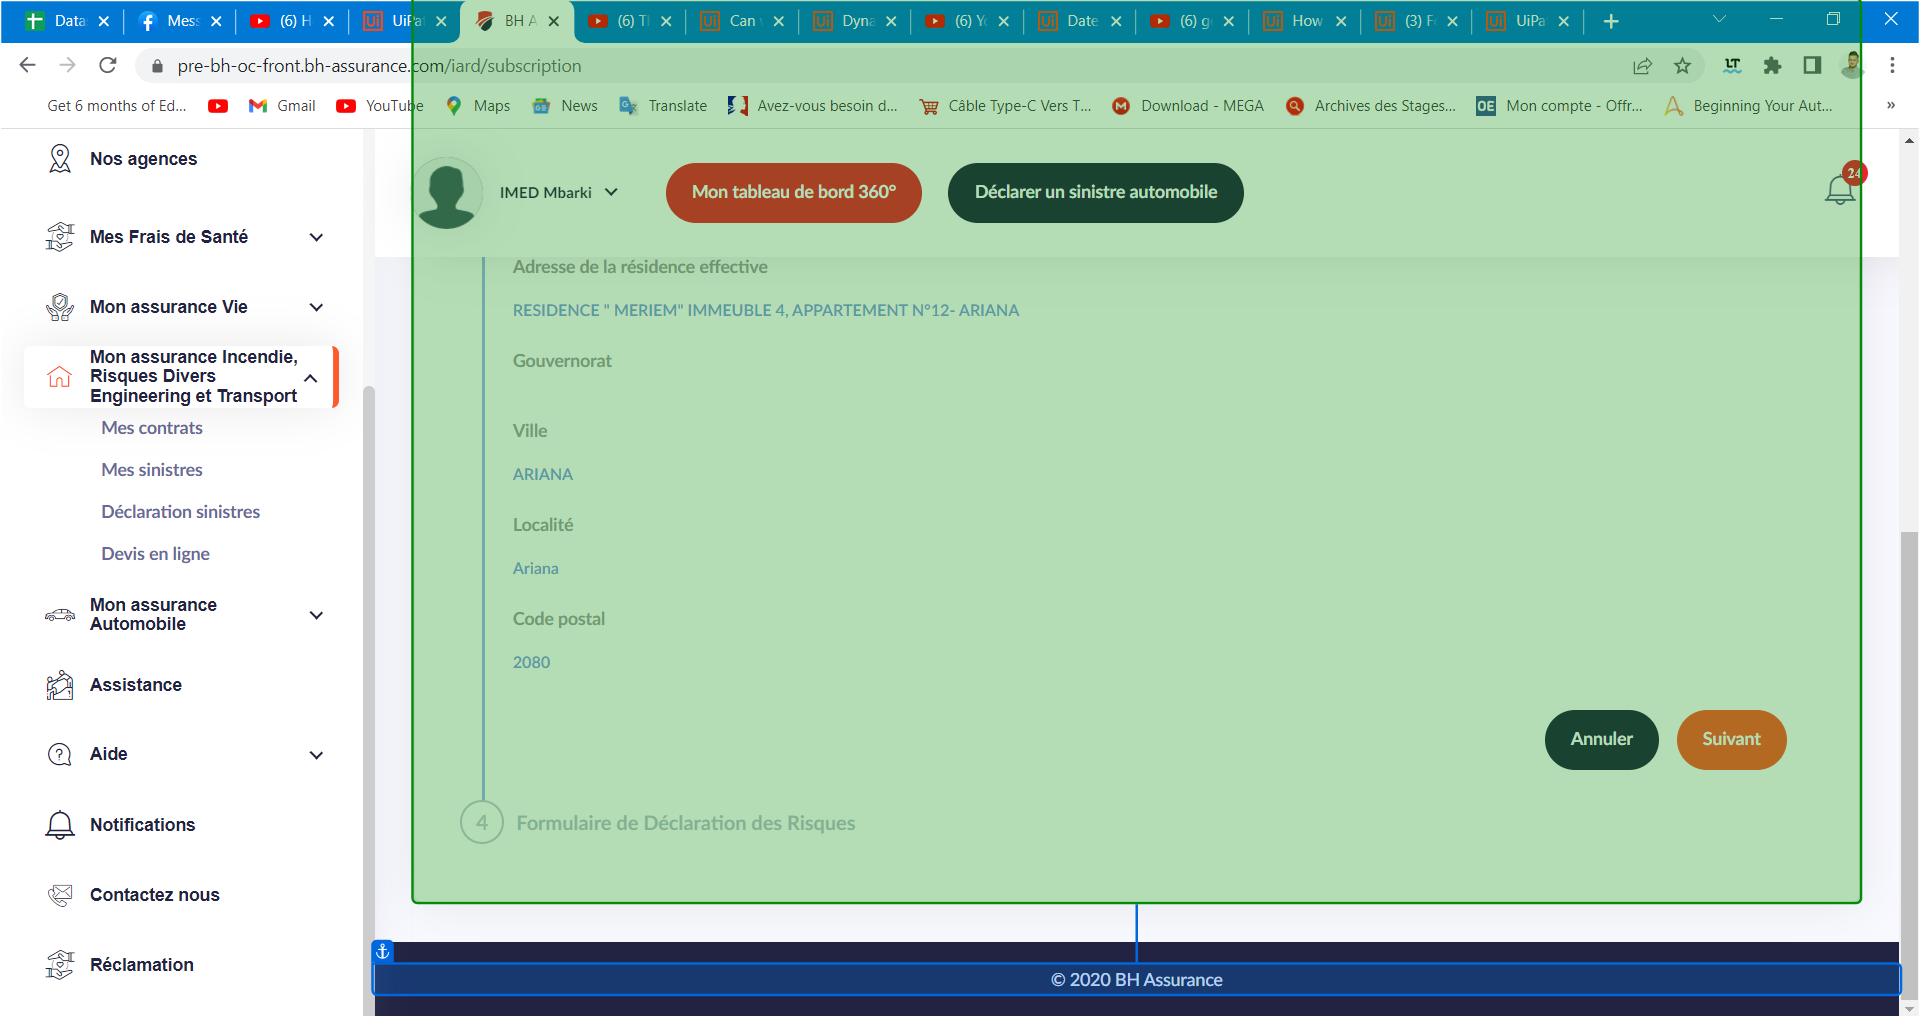 Data
Mess
(6) H
UiPa
BH A
(6) Tl
Can
Dyna
(6) Yo
Date
(6) g
How
(3) F
UiPa
pre-bh-oc-front.bh-assurance.com/iard/subscription
LT
Get 6 months of Ed...
Gmail
YouTube
Maps
News
Translate
Avez-vous besoin d...
Câble Type-C Vers T...
Download - MEGA
Archives des Stages...
OE Mon compte - Offr...
Beginning Your Aut...
»
Nos agences
Mes Frais de Santé
Mon assurance Vie
Mon assurance Incendie,
Risques Divers
Engineering et Transport
Mes contrats
Mes sinistres
Déclaration sinistres
Devis en ligne
Mon assurance
Automobile
Assistance
Aide
Notifications
Contactez nous
Réclamation
IMED Mbarki
Mon tableau de bord 360°
Déclarer un sinistre automobile
24
Adresse de la résidence effective
RESIDENCE " MERIEM" IMMEUBLE 4, APPARTEMENT N°12- ARIANA
Gouvernorat
Ville
ARIANA
Localité
Ariana
Code postal
2080
Annuler
Suivant
4 Formulaire de Déclaration des Risques
© 2020 BH Assurance